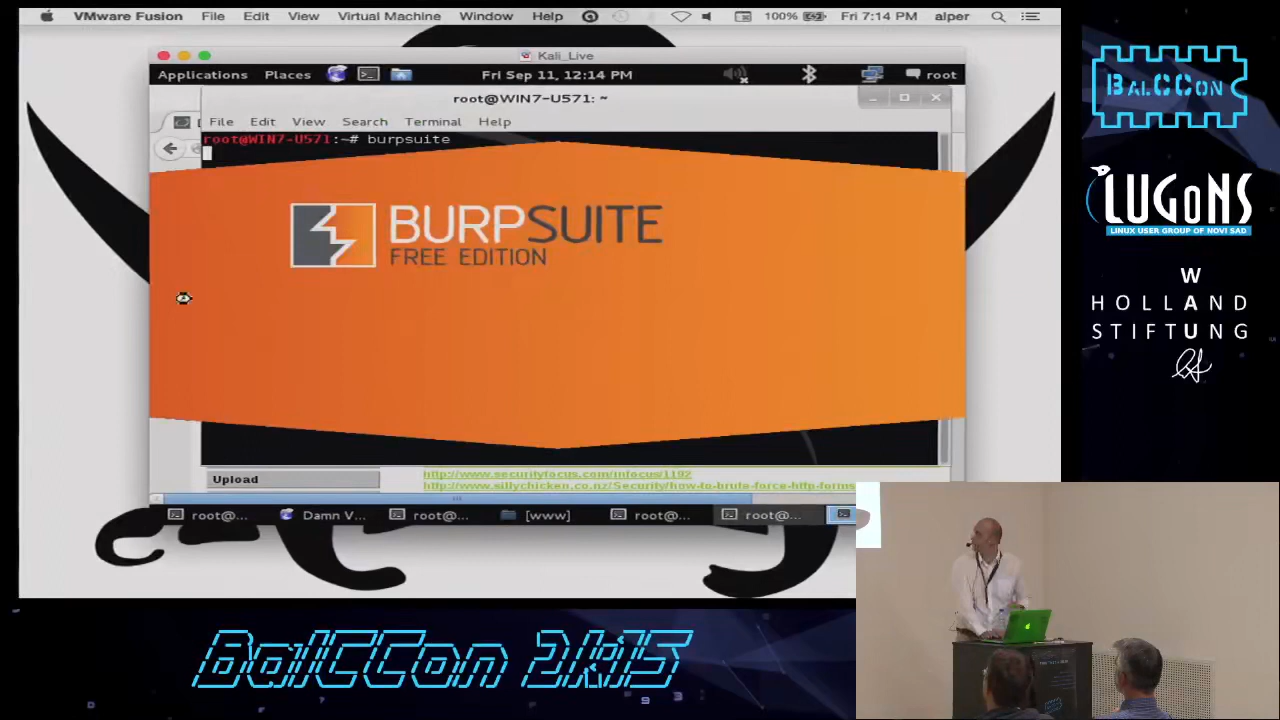 VMware Fusion File Edit View Virtual Machine Window Help 100% Fri 7:14 PM alper
Kali_Live
Applications Places Fri Sep 11, 12:14 PM root
root@WIN7-U571: ~
File Edit View Search Terminal Help
root@WIN7-U571:~# burpsuite
BURPSUITE
FREE EDITION
Upload
http://www.securityfocus.com/infocus/1192
http://www.sillychicken.co.nz/Security/how-to-brute-force-http-forms
root@... Damn V... root@... [www] root@... root@...
BALCCON
LUGONS
LINUX USER GROUP OF NOVI SAD
W
HOLLAND
STIFTUNG
BalCCon 2k15